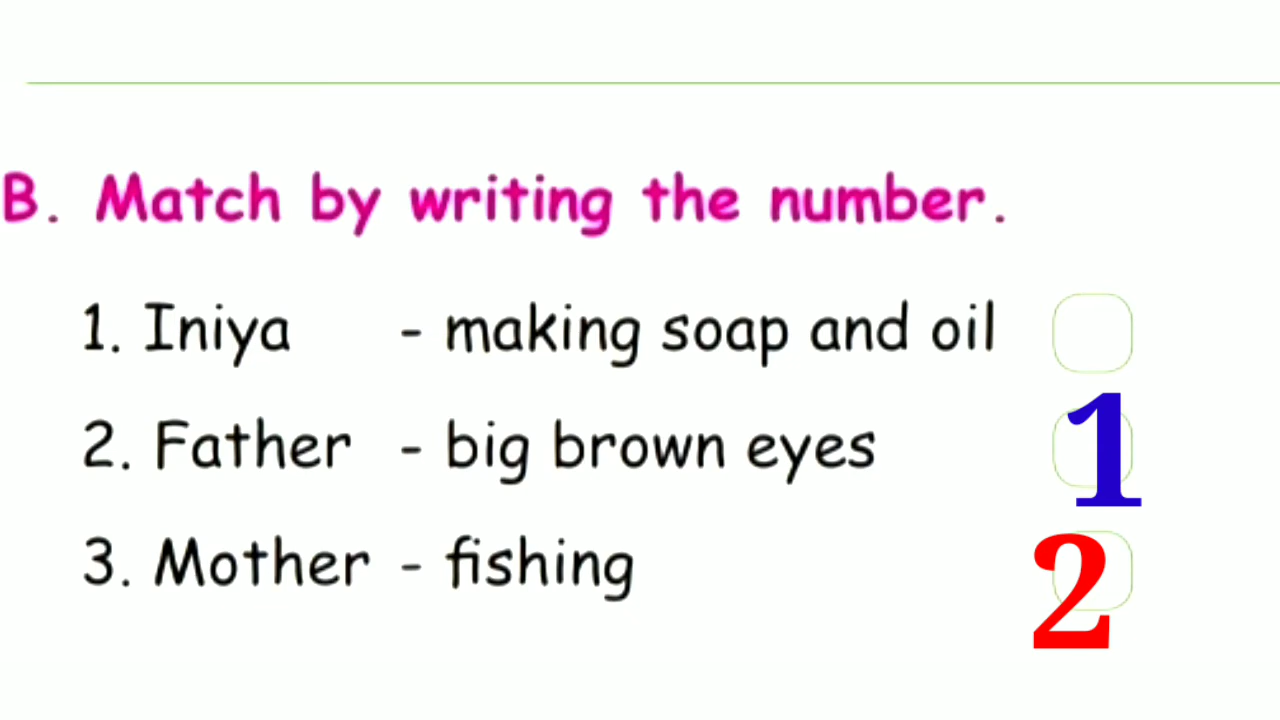 B. Match by writing the number.
1. Iniya - making soap and oil
2. Father - big brown eyes 1
3. Mother - fishing 2